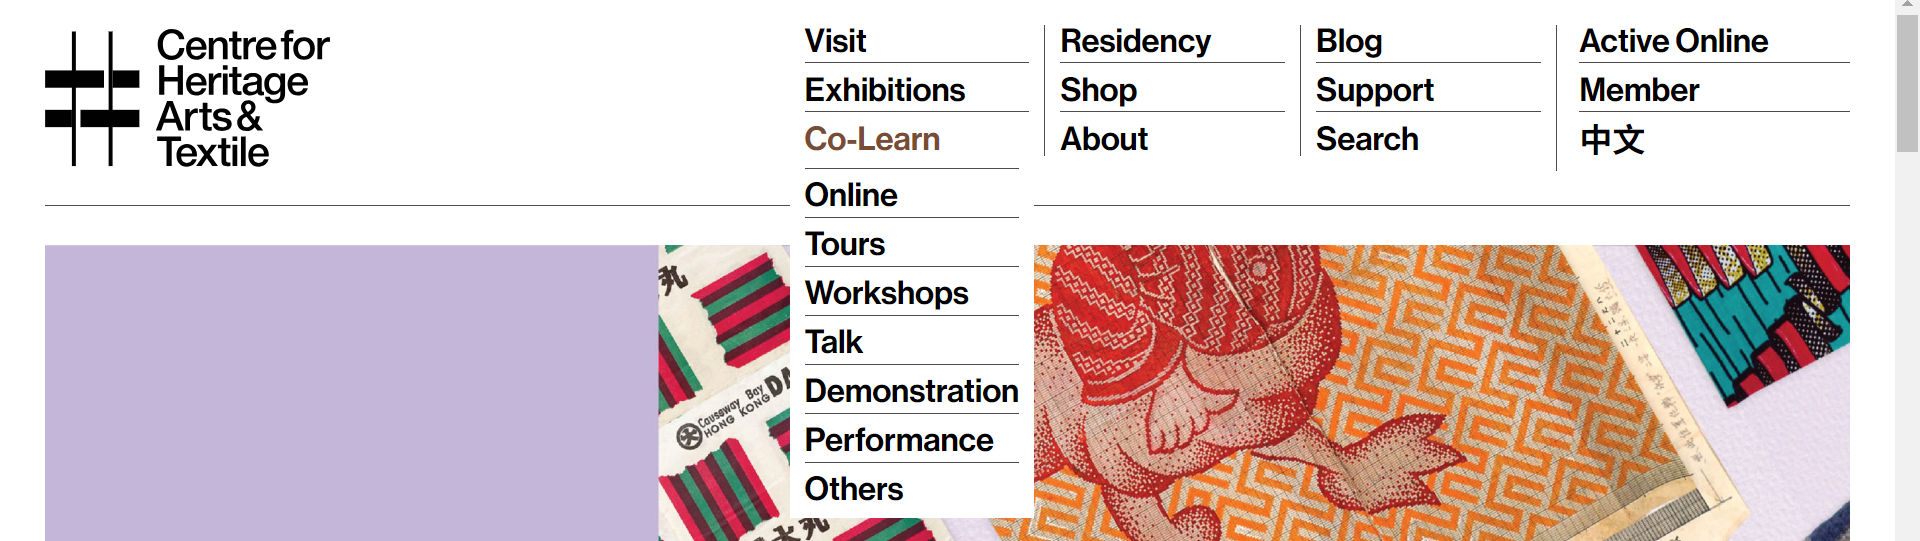 Centre for
Heritage
Arts &
Textile
Visit
Exhibitions
Co-Learn
Online
Tours
Workshops
Talk
Demonstration
Performance
Others
Residency
Shop
About
Blog
Support
Search
Active Online
Member
中文
Causeway Bay
HONG KONG